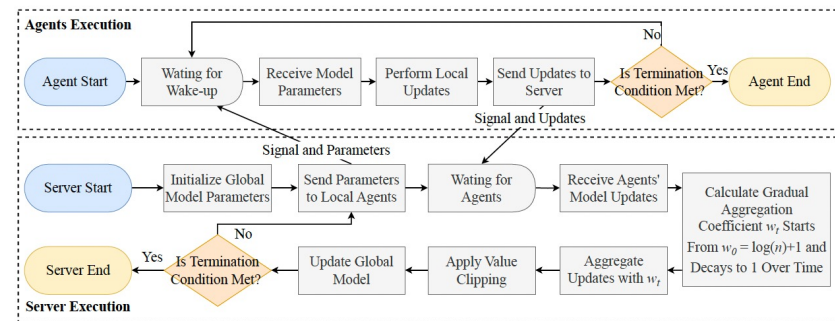 Agents Execution
No
Agent Start
Wating for
Wake-up
Receive Model
Parameters
Perform Local
Updates
Send Updates to
Server
Is Termination
Condition Met?
Yes
Agent End
Signal and Updates
Signal and Parameters
Server Start
Initialize Global
Model Parameters
Send Parameters
to Local Agents
Wating for
Agents
Receive Agents'
Model Updates
Calculate Gradual
Aggregation
Coefficient wt Starts
From w0 = log(n)+1 and
Decays to 1 Over Time
No
Server End
Yes
Is Termination
Condition Met?
Update Global
Model
Apply Value
Clipping
Aggregate
Updates with wt
Server Execution